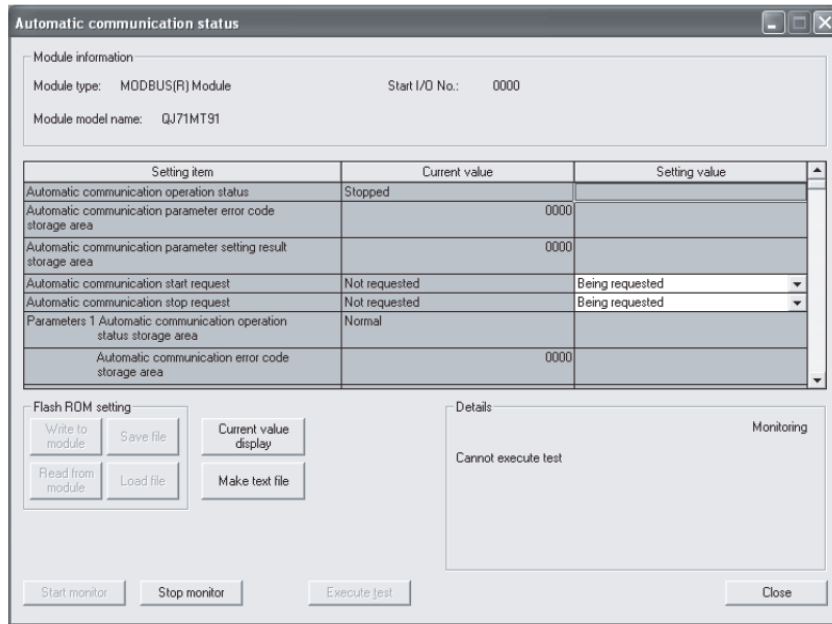 Automatic communication status
Module information
Module type: MODBUS(R) Module Start I/O No.: 0000
Module model name: QJ71MT91
Setting item Current value Setting value
Automatic communication operation status Stopped
Automatic communication parameter error code 0000
storage area
Automatic communication parameter setting result 0000
storage area
Automatic communication start request Not requested Being requested
Automatic communication stop request Not requested Being requested
Parameters 1 Automatic communication operation Normal
status storage area
Automatic communication error code 0000
storage area
Flash ROM setting
Write to
module
Save file
Read from
module
Load file
Current value
display
Make text file
Details
Monitoring
Cannot execute test
Start monitor Stop monitor Execute test Close